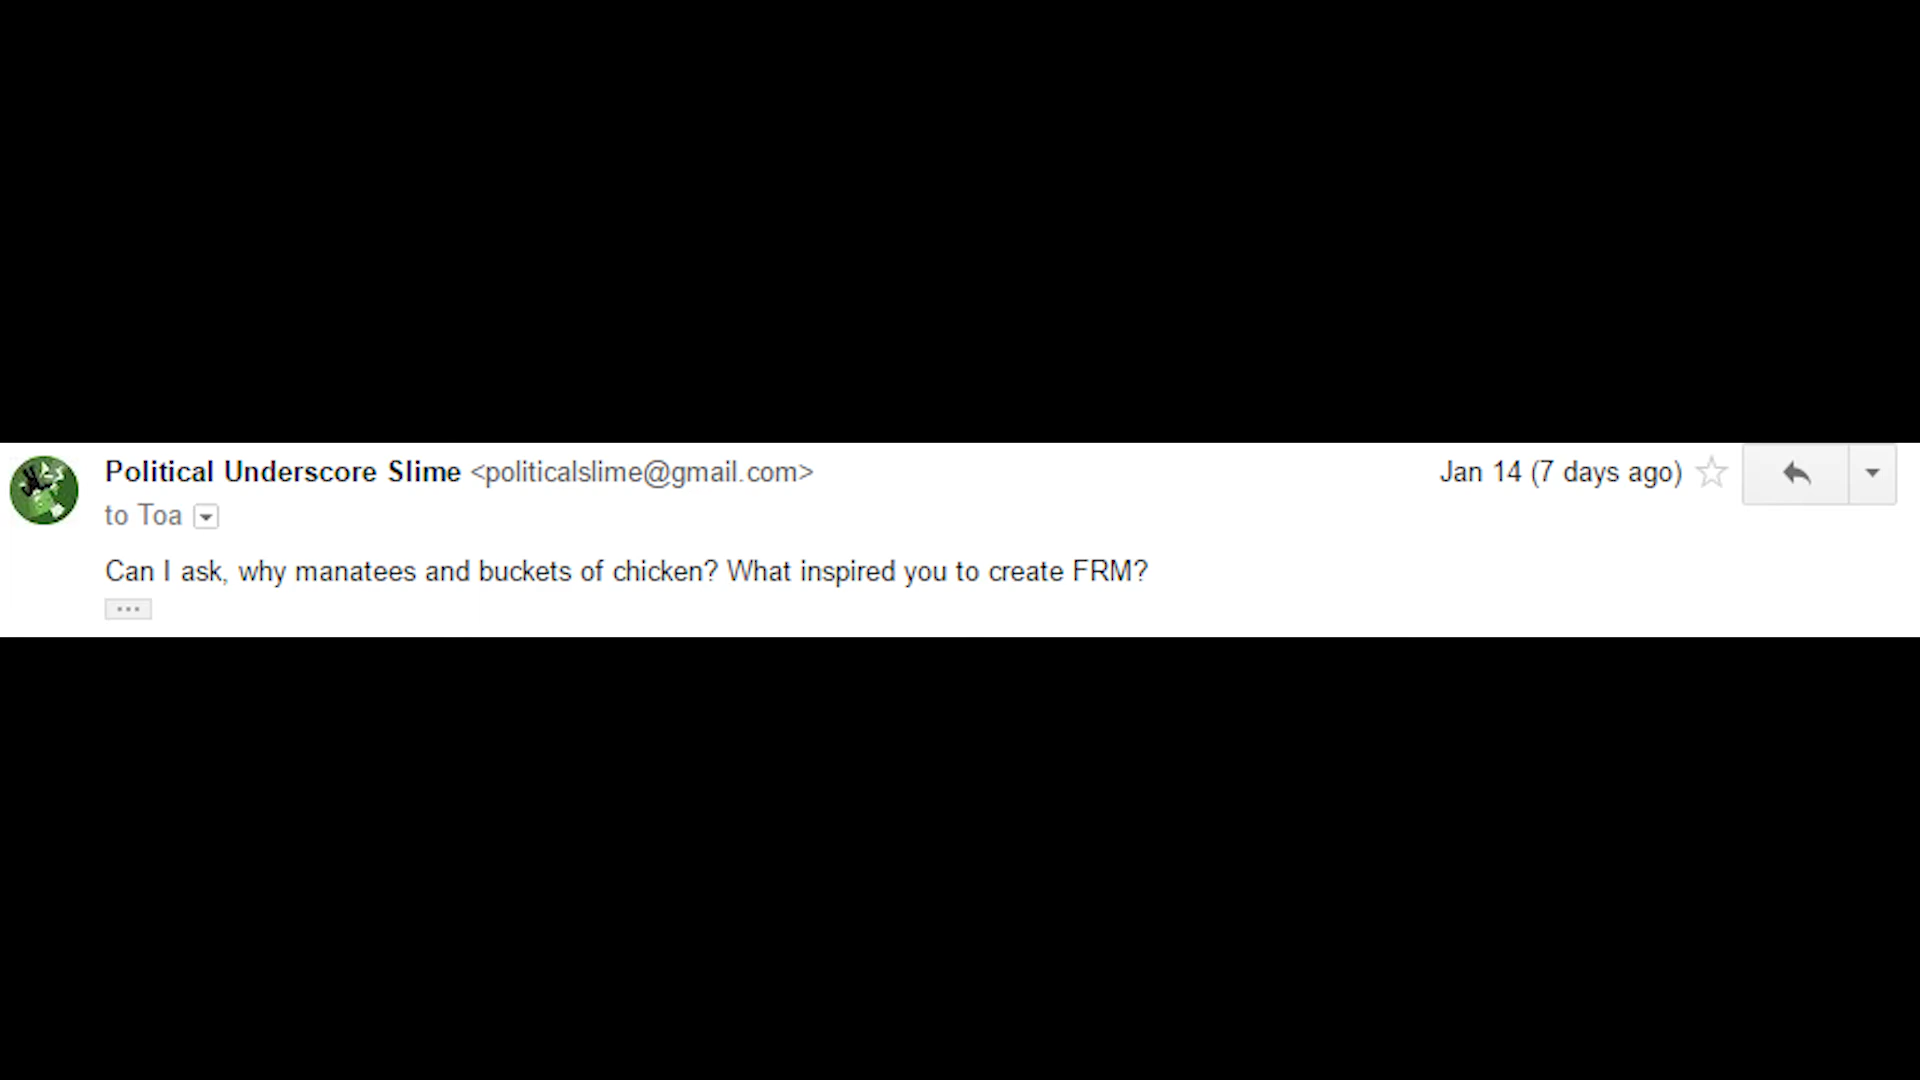 Political Underscore Slime <politicalslime@gmail.com>
Jan 14 (7 days ago)
to Toa
Can I ask, why manatees and buckets of chicken? What inspired you to create FRM?